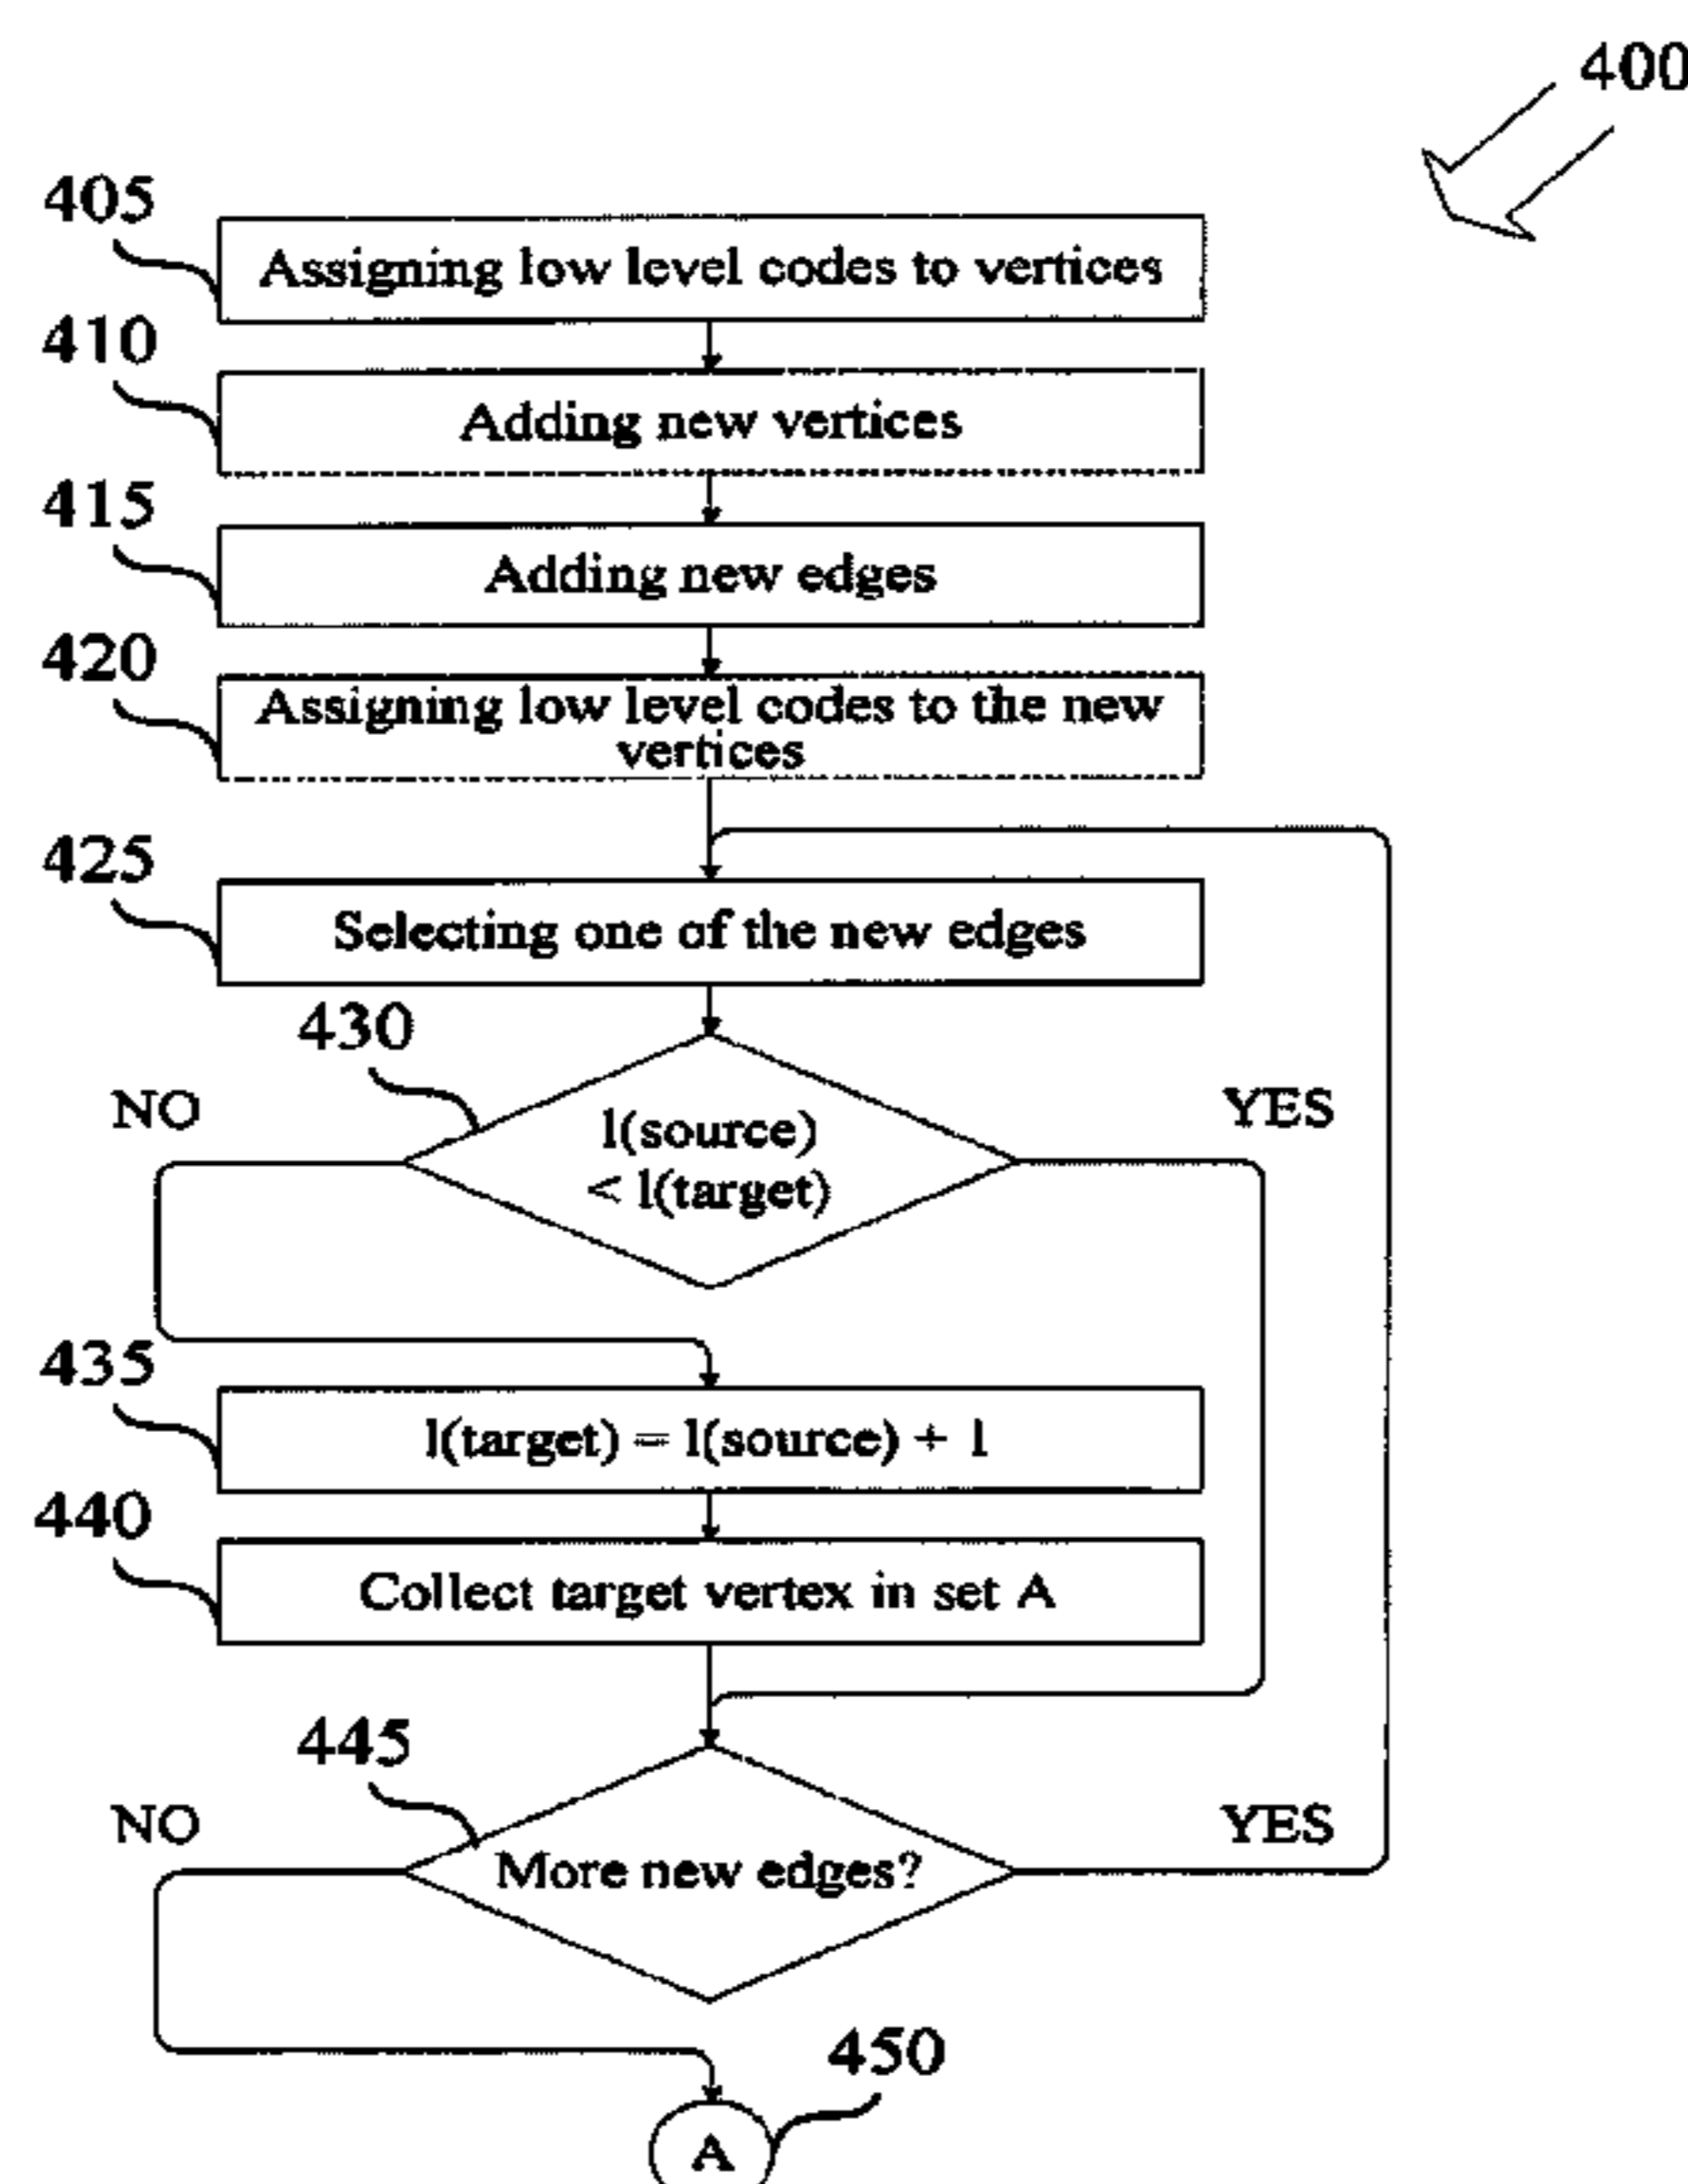 400
405
Assigning low level codes to vertices
410
Adding new vertices
415
Adding new edges
420
Assigning low level codes to the new
vertices
425
Selecting one of the new edges
430
NO
YES
l(source)
< l(target)
435
l(target) = l(source) + 1
440
Collect target vertex in set A
445
NO
YES
More new edges?
450
A